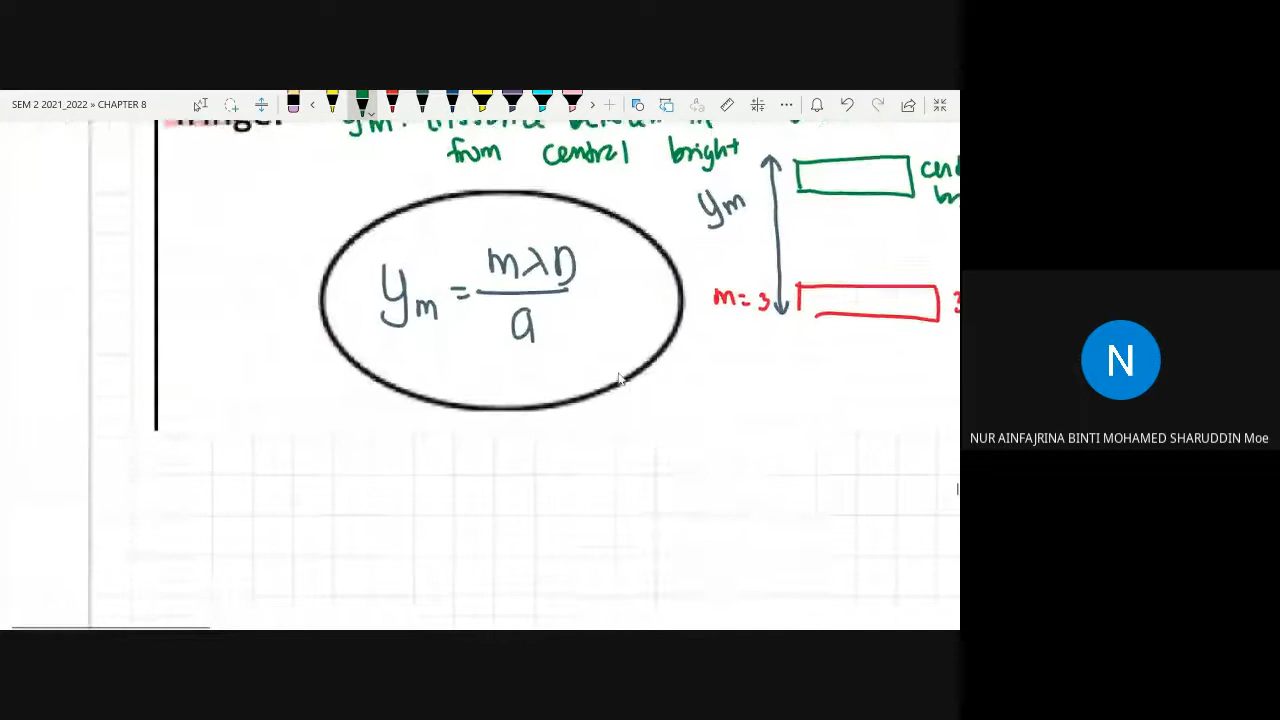 SEM 2 2021_2022 » CHAPTER 8
from central bright
ym
ym = mλD
a
m = 3
N
NUR AINFAJRINA BINTI MOHAMED SHARUDDIN Moe